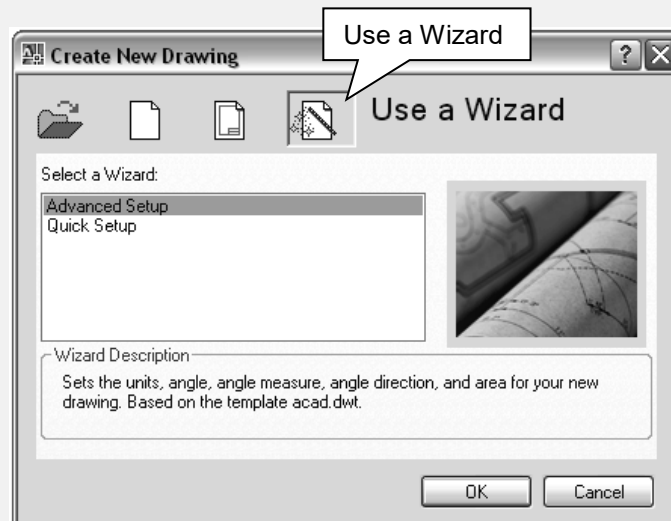 Use a Wizard
Create New Drawing
Use a Wizard
Select a Wizard:
Advanced Setup
Quick Setup
Wizard Description
Sets the units, angle, angle measure, angle direction, and area for your new
drawing. Based on the template acad.dwt.
OK
Cancel